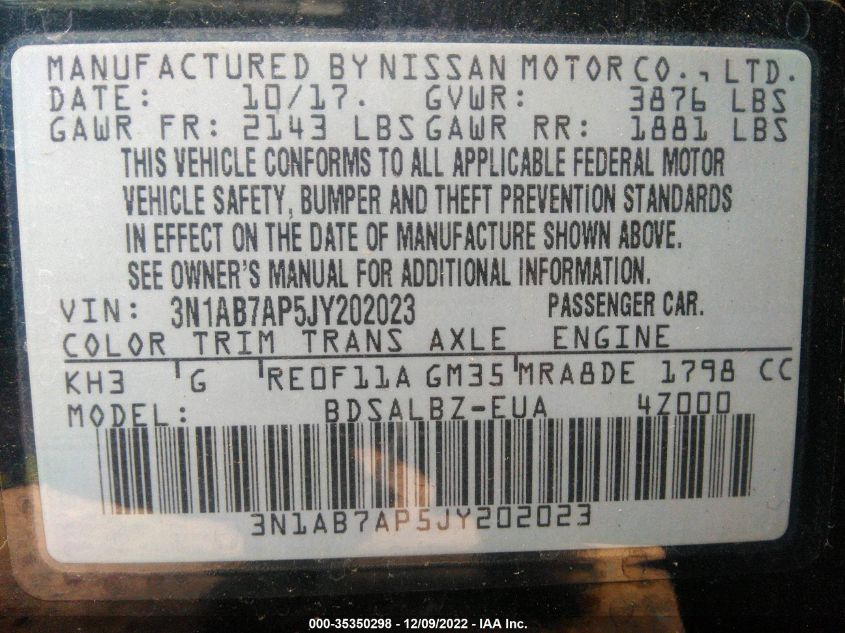 MANUFACTURED BY NISSAN MOTOR CO., LTD.
DATE: 10/17. GVWR: 3876 LBS
GAWR FR: 2143 LBS GAWR RR: 1881 LBS
THIS VEHICLE CONFORMS TO ALL APPLICABLE FEDERAL MOTOR
VEHICLE SAFETY, BUMPER AND THEFT PREVENTION STANDARDS
IN EFFECT ON THE DATE OF MANUFACTURE SHOWN ABOVE.
SEE OWNER'S MANUAL FOR ADDITIONAL INFORMATION.
VIN: 3N1AB7AP5JY202023 PASSENGER CAR.
COLOR TRIM TRANS AXLE ENGINE
KH3 G RE0F11A GM35 MRA8DE 1798 CC
MODEL: BDSALBZ-EUA 4Z000
3N1AB7AP5JY202023
000-35350298 - 12/09/2022 - IAA Inc.